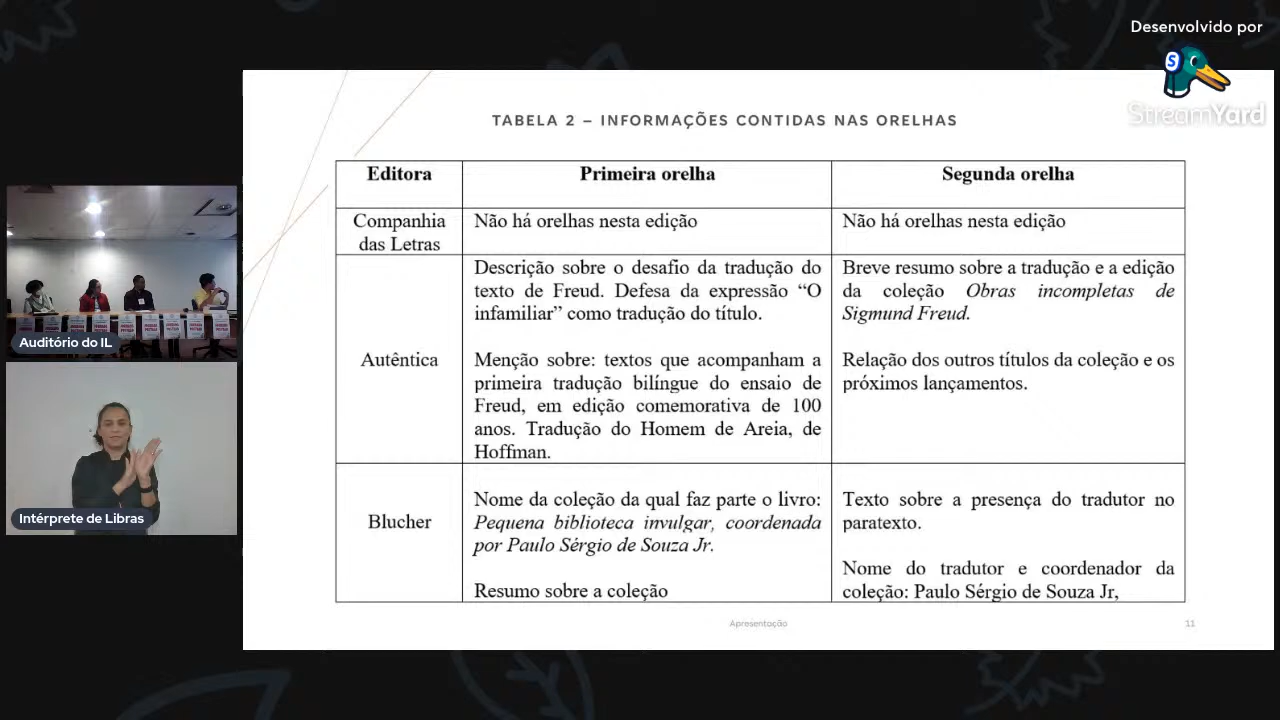 Desenvolvido por
StreamYard
TABELA 2 – INFORMAÇÕES CONTIDAS NAS ORELHAS
Editora
Primeira orelha
Segunda orelha
Companhia
das Letras
Não há orelhas nesta edição
Não há orelhas nesta edição
Autêntica
Descrição sobre o desafio da tradução do
texto de Freud. Defesa da expressão “O
infamiliar” como tradução do título.
Menção sobre: textos que acompanham a
primeira tradução bilíngue do ensaio de
Freud, em edição comemorativa de 100
anos. Tradução do Homem de Areia, de
Hoffman.
Breve resumo sobre a tradução e a edição
da coleção Obras incompletas de
Sigmund Freud.
Relação dos outros títulos da coleção e os
próximos lançamentos.
Blucher
Nome da coleção da qual faz parte o livro:
Pequena biblioteca invulgar, coordenada
por Paulo Sérgio de Souza Jr.
Resumo sobre a coleção
Texto sobre a presença do tradutor no
paratexto.
Nome do tradutor e coordenador da
coleção: Paulo Sérgio de Souza Jr,
Apresentação
11
Auditório do IL
Intérprete de Libras